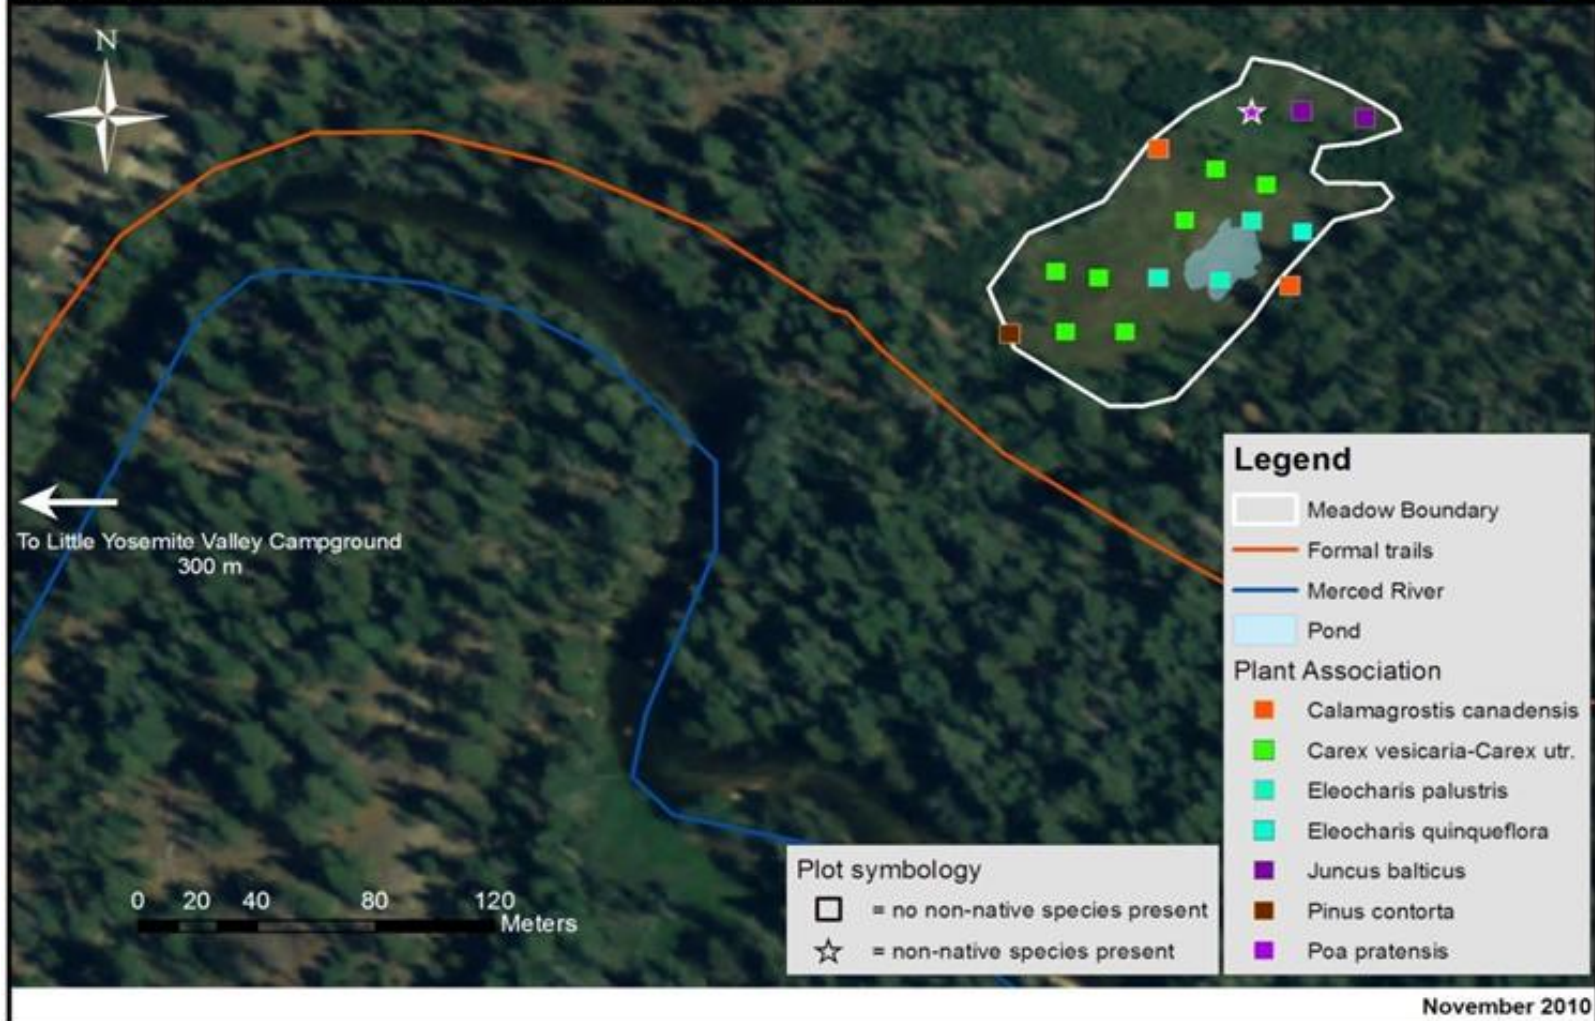 N
To Little Yosemite Valley Campground
300 m
0 20 40 80 120
Meters
Legend
Meadow Boundary
Formal trails
Merced River
Pond
Plant Association
Calamagrostis canadensis
Carex vesicaria-Carex utr.
Eleocharis palustris
Eleocharis quinqueflora
Juncus balticus
Pinus contorta
Poa pratensis
Plot symbology
= no non-native species present
= non-native species present
November 2010